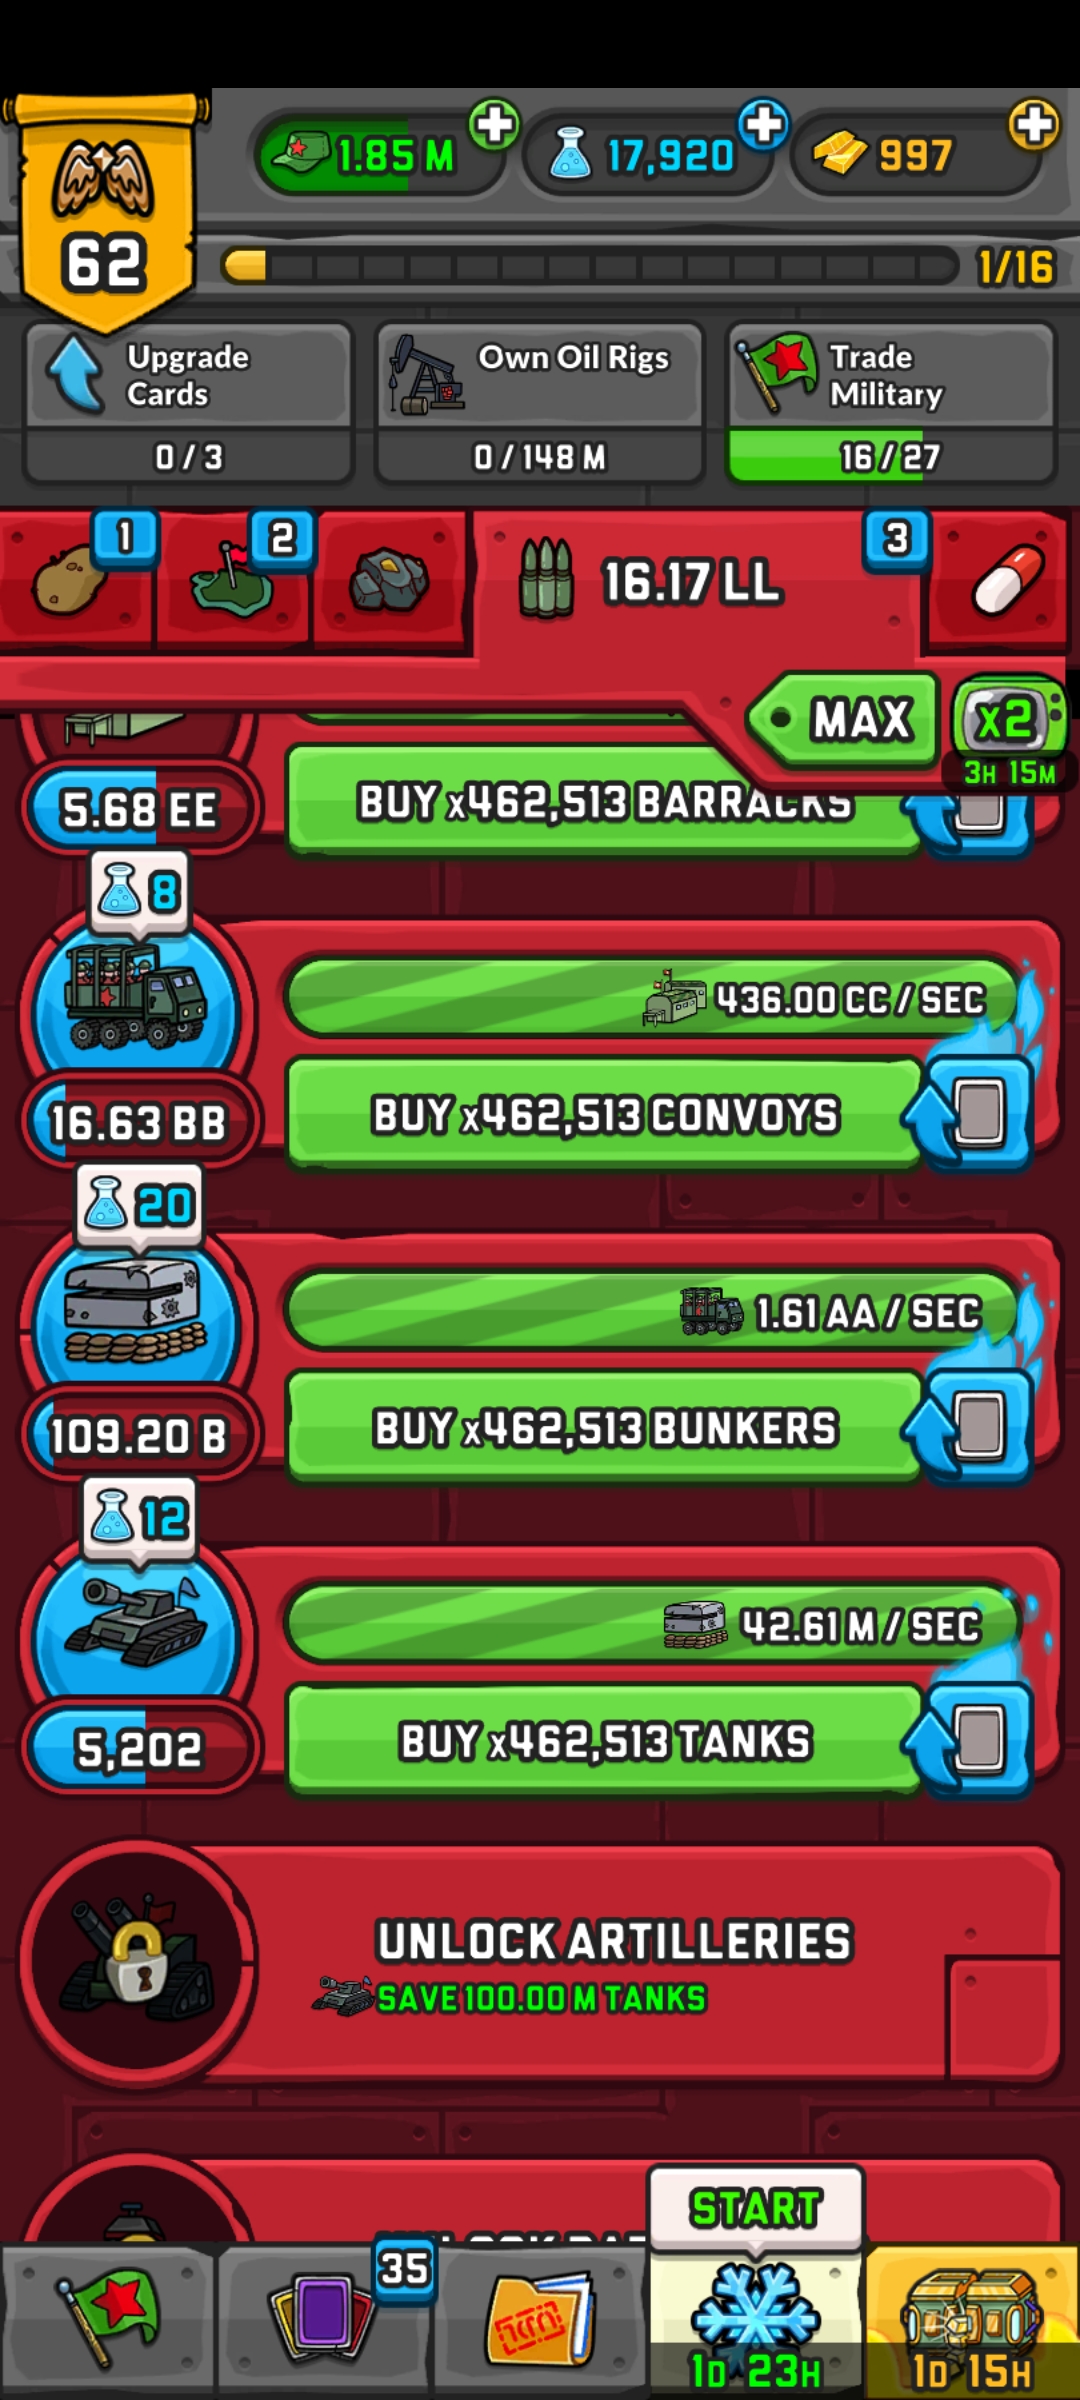 1.85 M
17,920
997
62
1/16
Upgrade
Cards
0 / 3
Own Oil Rigs
0 / 148 M
Trade
Military
16 / 27
1
2
16.17 LL
3
MAX
x2
3H 15M
5.68 EE
BUY x462,513 BARRACKS
8
436.00 CC / SEC
16.63 BB
BUY x462,513 CONVOYS
20
1.61 AA / SEC
109.20 B
BUY x462,513 BUNKERS
12
42.61 M / SEC
5,202
BUY x462,513 TANKS
UNLOCK ARTILLERIES
SAVE 100.00 M TANKS
START
35
1D 23H
1D 15H